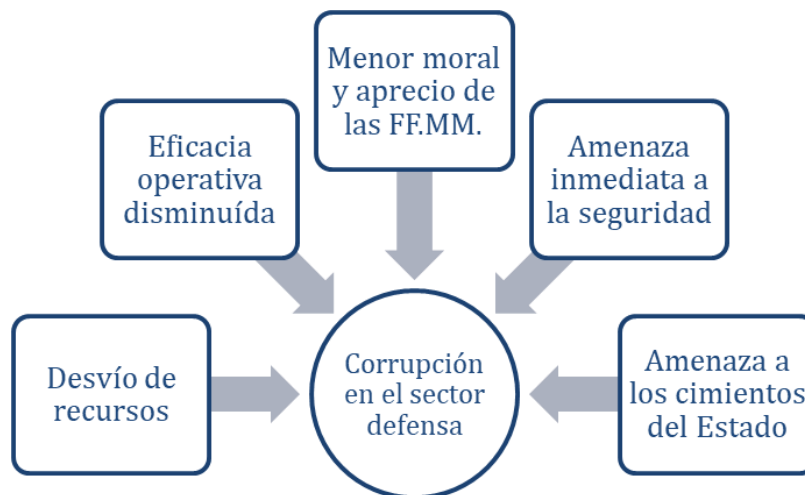 Menor moral
y aprecio de
las FF.MM.
Eficacia
operativa
disminuída
Amenaza
inmediata a
la seguridad
Desvío de
recursos
Corrupción
en el sector
defensa
Amenaza a
los cimientos
del Estado